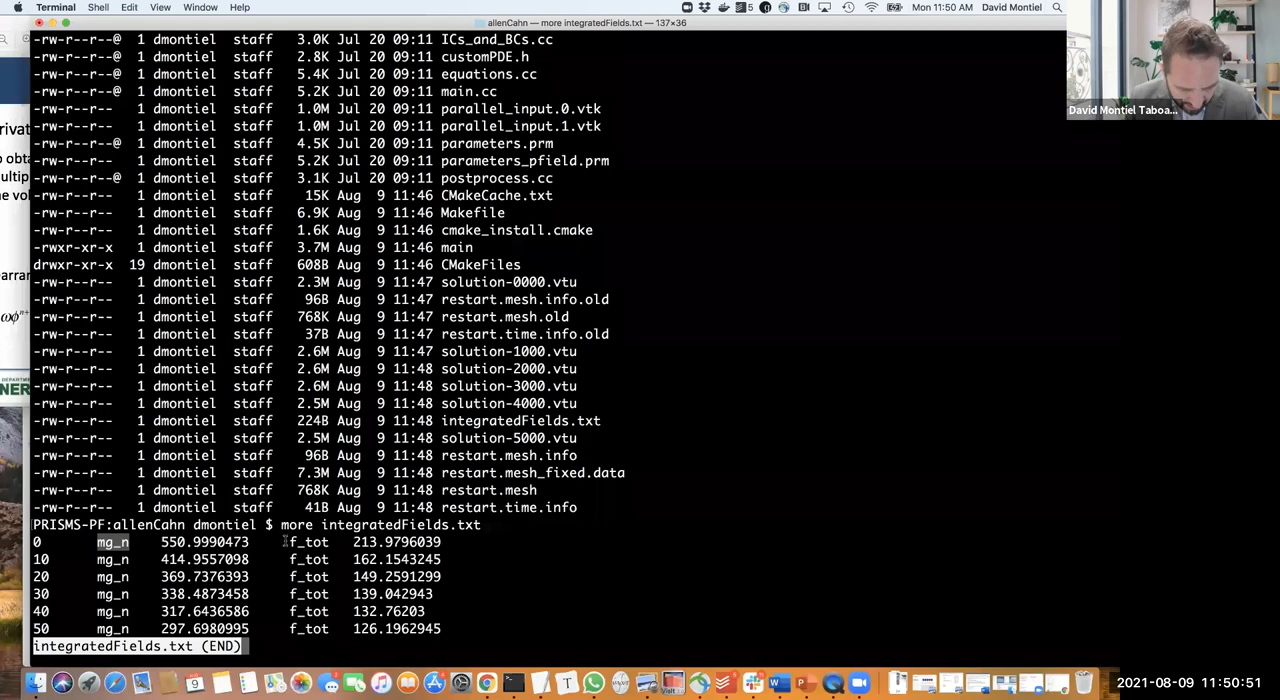 Terminal Shell Edit View Window Help 5 Mon 11:50 AM David Montiel
allenCahn — more integratedFields.txt — 137×36
-rw-r--r--@ 1 dmontiel staff 3.0K Jul 20 09:11 ICs_and_BCs.cc
-rw-r--r-- 1 dmontiel staff 2.8K Jul 20 09:11 customPDE.h
-rw-r--r-- 1 dmontiel staff 5.4K Jul 20 09:11 equations.cc
-rw-r--r--@ 1 dmontiel staff 5.2K Jul 20 09:11 main.cc
-rw-r--r-- 1 dmontiel staff 1.0M Jul 20 09:11 parallel_input.0.vtk
-rw-r--r-- 1 dmontiel staff 1.0M Jul 20 09:11 parallel_input.1.vtk
-rw-r--r--@ 1 dmontiel staff 4.5K Jul 20 09:11 parameters.prm
-rw-r--r-- 1 dmontiel staff 5.2K Jul 20 09:11 parameters_pfield.prm
-rw-r--r--@ 1 dmontiel staff 3.1K Jul 20 09:11 postprocess.cc
-rw-r--r-- 1 dmontiel staff 15K Aug 9 11:46 CMakeCache.txt
-rw-r--r-- 1 dmontiel staff 6.9K Aug 9 11:46 Makefile
-rw-r--r-- 1 dmontiel staff 1.6K Aug 9 11:46 cmake_install.cmake
-rwxr-xr-x 1 dmontiel staff 3.7M Aug 9 11:46 main
drwxr-xr-x 19 dmontiel staff 608B Aug 9 11:46 CMakeFiles
-rw-r--r-- 1 dmontiel staff 2.3M Aug 9 11:47 solution-0000.vtu
-rw-r--r-- 1 dmontiel staff 96B Aug 9 11:47 restart.mesh.info.old
-rw-r--r-- 1 dmontiel staff 768K Aug 9 11:47 restart.mesh.old
-rw-r--r-- 1 dmontiel staff 37B Aug 9 11:47 restart.time.info.old
-rw-r--r-- 1 dmontiel staff 2.6M Aug 9 11:47 solution-1000.vtu
-rw-r--r-- 1 dmontiel staff 2.6M Aug 9 11:48 solution-2000.vtu
-rw-r--r-- 1 dmontiel staff 2.6M Aug 9 11:48 solution-3000.vtu
-rw-r--r-- 1 dmontiel staff 2.5M Aug 9 11:48 solution-4000.vtu
-rw-r--r-- 1 dmontiel staff 224B Aug 9 11:48 integratedFields.txt
-rw-r--r-- 1 dmontiel staff 2.5M Aug 9 11:48 solution-5000.vtu
-rw-r--r-- 1 dmontiel staff 96B Aug 9 11:48 restart.mesh.info
-rw-r--r-- 1 dmontiel staff 7.3M Aug 9 11:48 restart.mesh_fixed.data
-rw-r--r-- 1 dmontiel staff 768K Aug 9 11:48 restart.mesh
-rw-r--r-- 1 dmontiel staff 41B Aug 9 11:48 restart.time.info
[PRISMS-PF:allenCahn dmontiel $ more integratedFields.txt
0 mg_n 550.9990473 f_tot 213.9796039
10 mg_n 414.9557098 f_tot 162.1543245
20 mg_n 369.7376393 f_tot 149.2591299
30 mg_n 338.4873458 f_tot 139.042943
40 mg_n 317.6436586 f_tot 132.76203
50 mg_n 297.6980995 f_tot 126.1962945
integratedFields.txt (END)
David Montiel Taboa...
2021-08-09 11:50:51